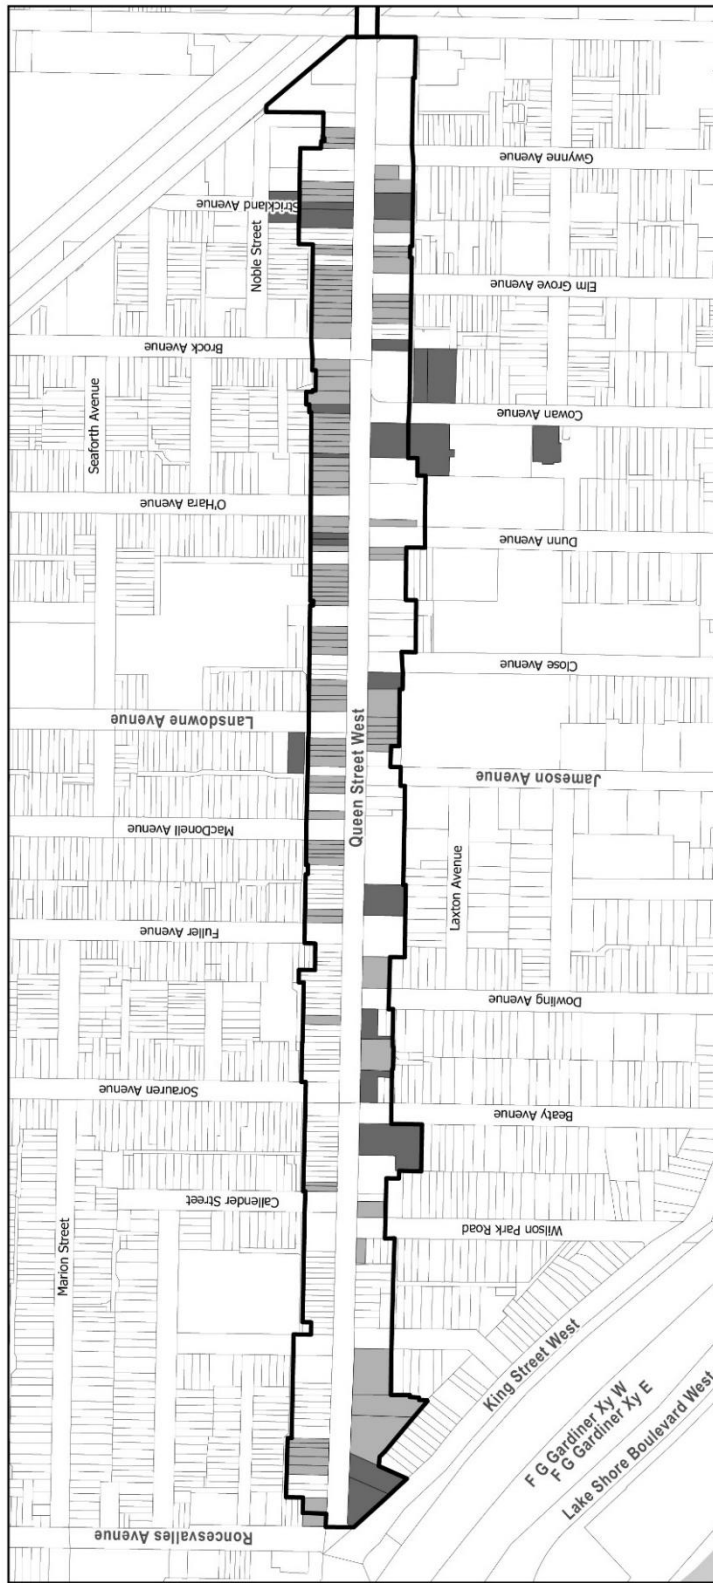 Gwynne Avenue
Strickland Avenue
Noble Street
Elm Grove Avenue
Brock Avenue
Seaforth Avenue
Cowan Avenue
O'Hara Avenue
Dunn Avenue
Close Avenue
Lansdowne Avenue
Queen Street West
Jameson Avenue
MacDonell Avenue
Laxton Avenue
Fuller Avenue
Dowling Avenue
Sorauren Avenue
Beaty Avenue
Callender Street
Wilson Park Road
Marion Street
King Street West
F G Gardiner Xy W
F G Gardiner Xy E
Lake Shore Boulevard West
Roncesvalles Avenue